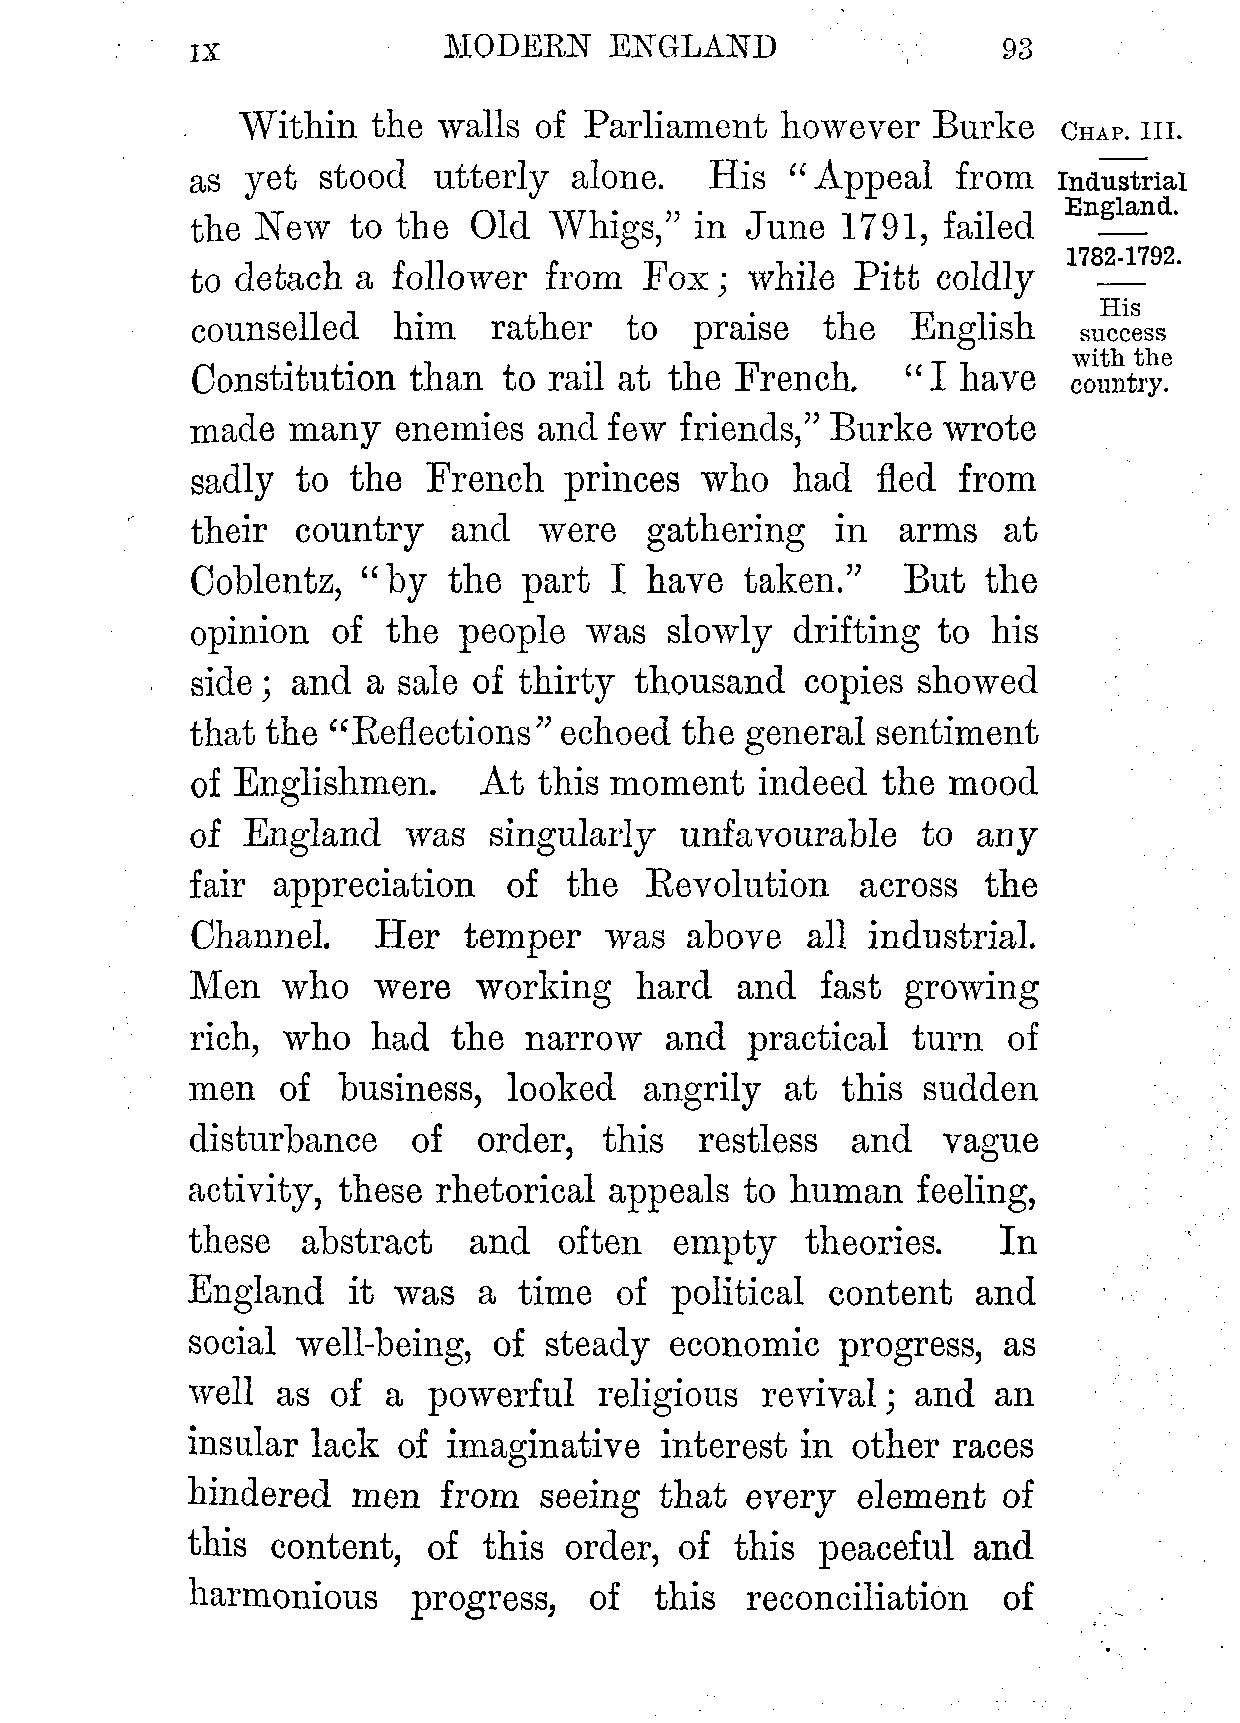 IX MODERN ENGLAND 93
Within the walls of Parliament however Burke
as yet stood utterly alone. His “Appeal from
the New to the Old Whigs,” in June 1791, failed
to detach a follower from Fox; while Pitt coldly
counselled him rather to praise the English
Constitution than to rail at the French. “I have
made many enemies and few friends,” Burke wrote
sadly to the French princes who had fled from
their country and were gathering in arms at
Coblentz, “by the part I have taken.” But the
opinion of the people was slowly drifting to his
side; and a sale of thirty thousand copies showed
that the “Reflections” echoed the general sentiment
of Englishmen. At this moment indeed the mood
of England was singularly unfavourable to any
fair appreciation of the Revolution across the
Channel. Her temper was above all industrial.
Men who were working hard and fast growing
rich, who had the narrow and practical turn of
men of business, looked angrily at this sudden
disturbance of order, this restless and vague
activity, these rhetorical appeals to human feeling,
these abstract and often empty theories. In
England it was a time of political content and
social well-being, of steady economic progress, as
well as of a powerful religious revival; and an
insular lack of imaginative interest in other races
hindered men from seeing that every element of
this content, of this order, of this peaceful and
harmonious progress, of this reconciliation of
CHAP. III.
Industrial
England.
1782-1792.
His
success
with the
country.